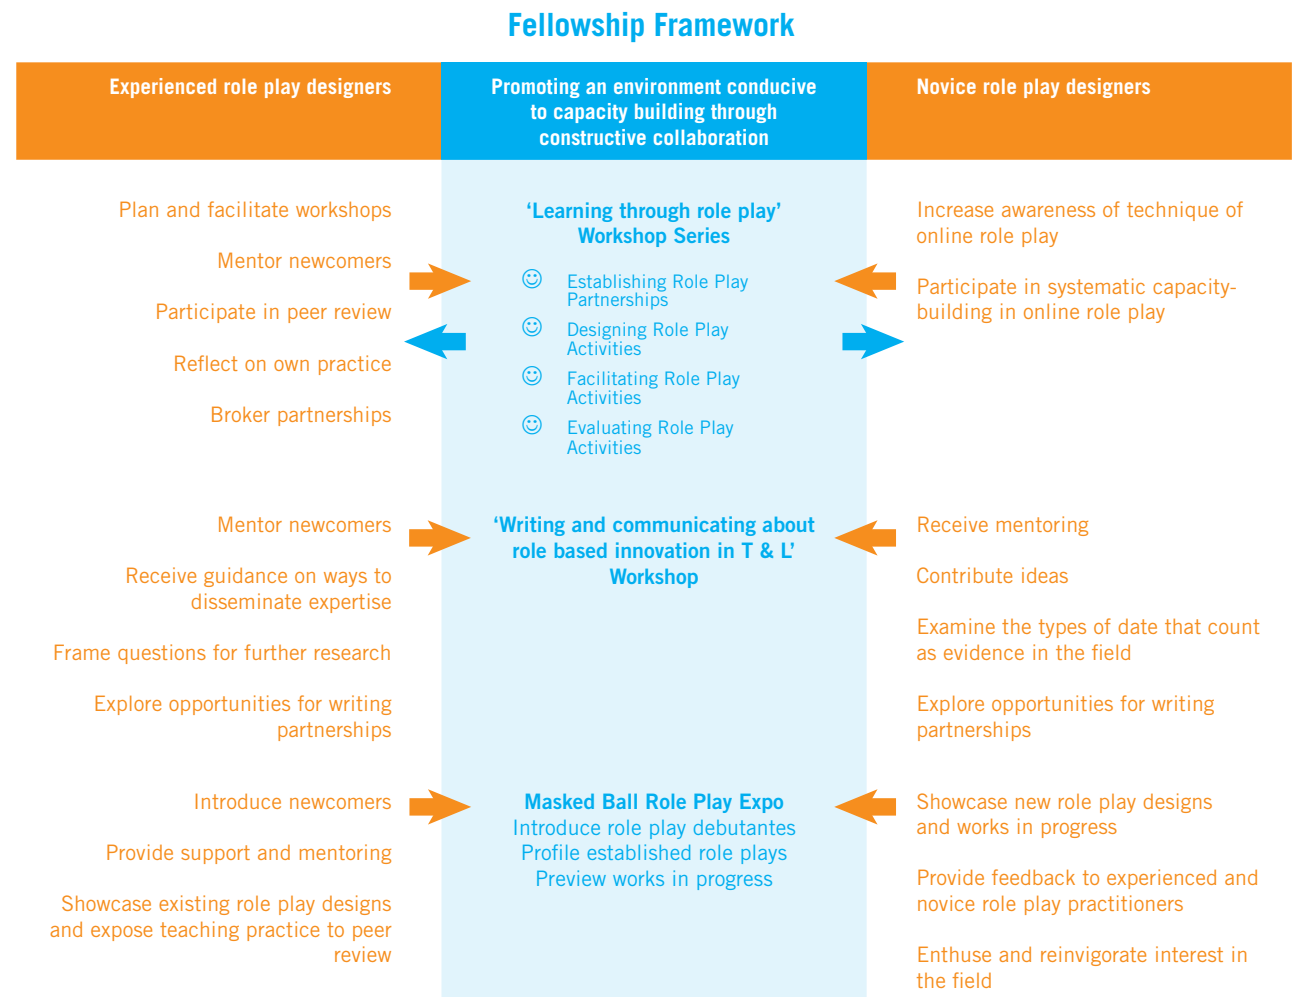 Fellowship Framework
Experienced role play designers
Promoting an environment conducive
to capacity building through
constructive collaboration
Novice role play designers
Plan and facilitate workshops
Mentor newcomers
Participate in peer review
Reflect on own practice
Broker partnerships
‘Learning through role play’
Workshop Series
Establishing Role Play
Partnerships
Designing Role Play
Activities
Facilitating Role Play
Activities
Evaluating Role Play
Activities
Increase awareness of technique of
online role play
Participate in systematic capacity-
building in online role play
Mentor newcomers
Receive guidance on ways to
disseminate expertise
Frame questions for further research
Explore opportunities for writing
partnerships
‘Writing and communicating about
role based innovation in T & L’
Workshop
Receive mentoring
Contribute ideas
Examine the types of date that count
as evidence in the field
Explore opportunities for writing
partnerships
Introduce newcomers
Provide support and mentoring
Showcase existing role play designs
and expose teaching practice to peer
review
Masked Ball Role Play Expo
Introduce role play debutantes
Profile established role plays
Preview works in progress
Showcase new role play designs
and works in progress
Provide feedback to experienced and
novice role play practitioners
Enthuse and reinvigorate interest in
the field